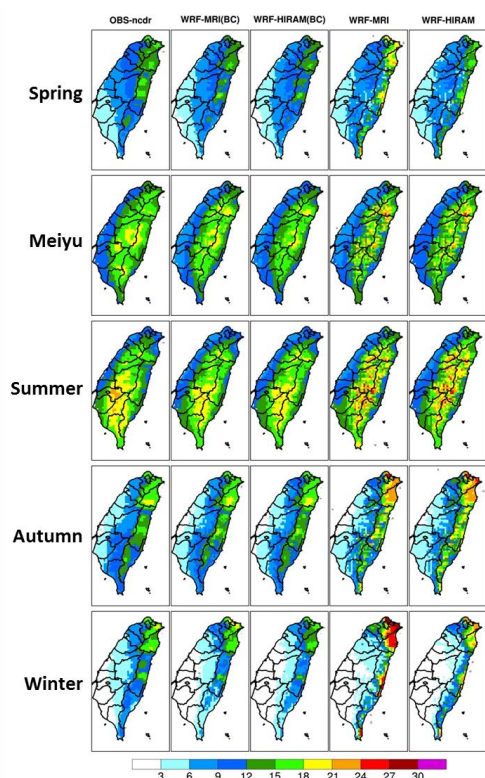 OBS-ncdr WRF-MRI(BC) WRF-HIRAM(BC) WRF-MRI WRF-HIRAM
Spring
Meiyu
Summer
Autumn
Winter
3 6 9 12 15 18 21 24 27 30